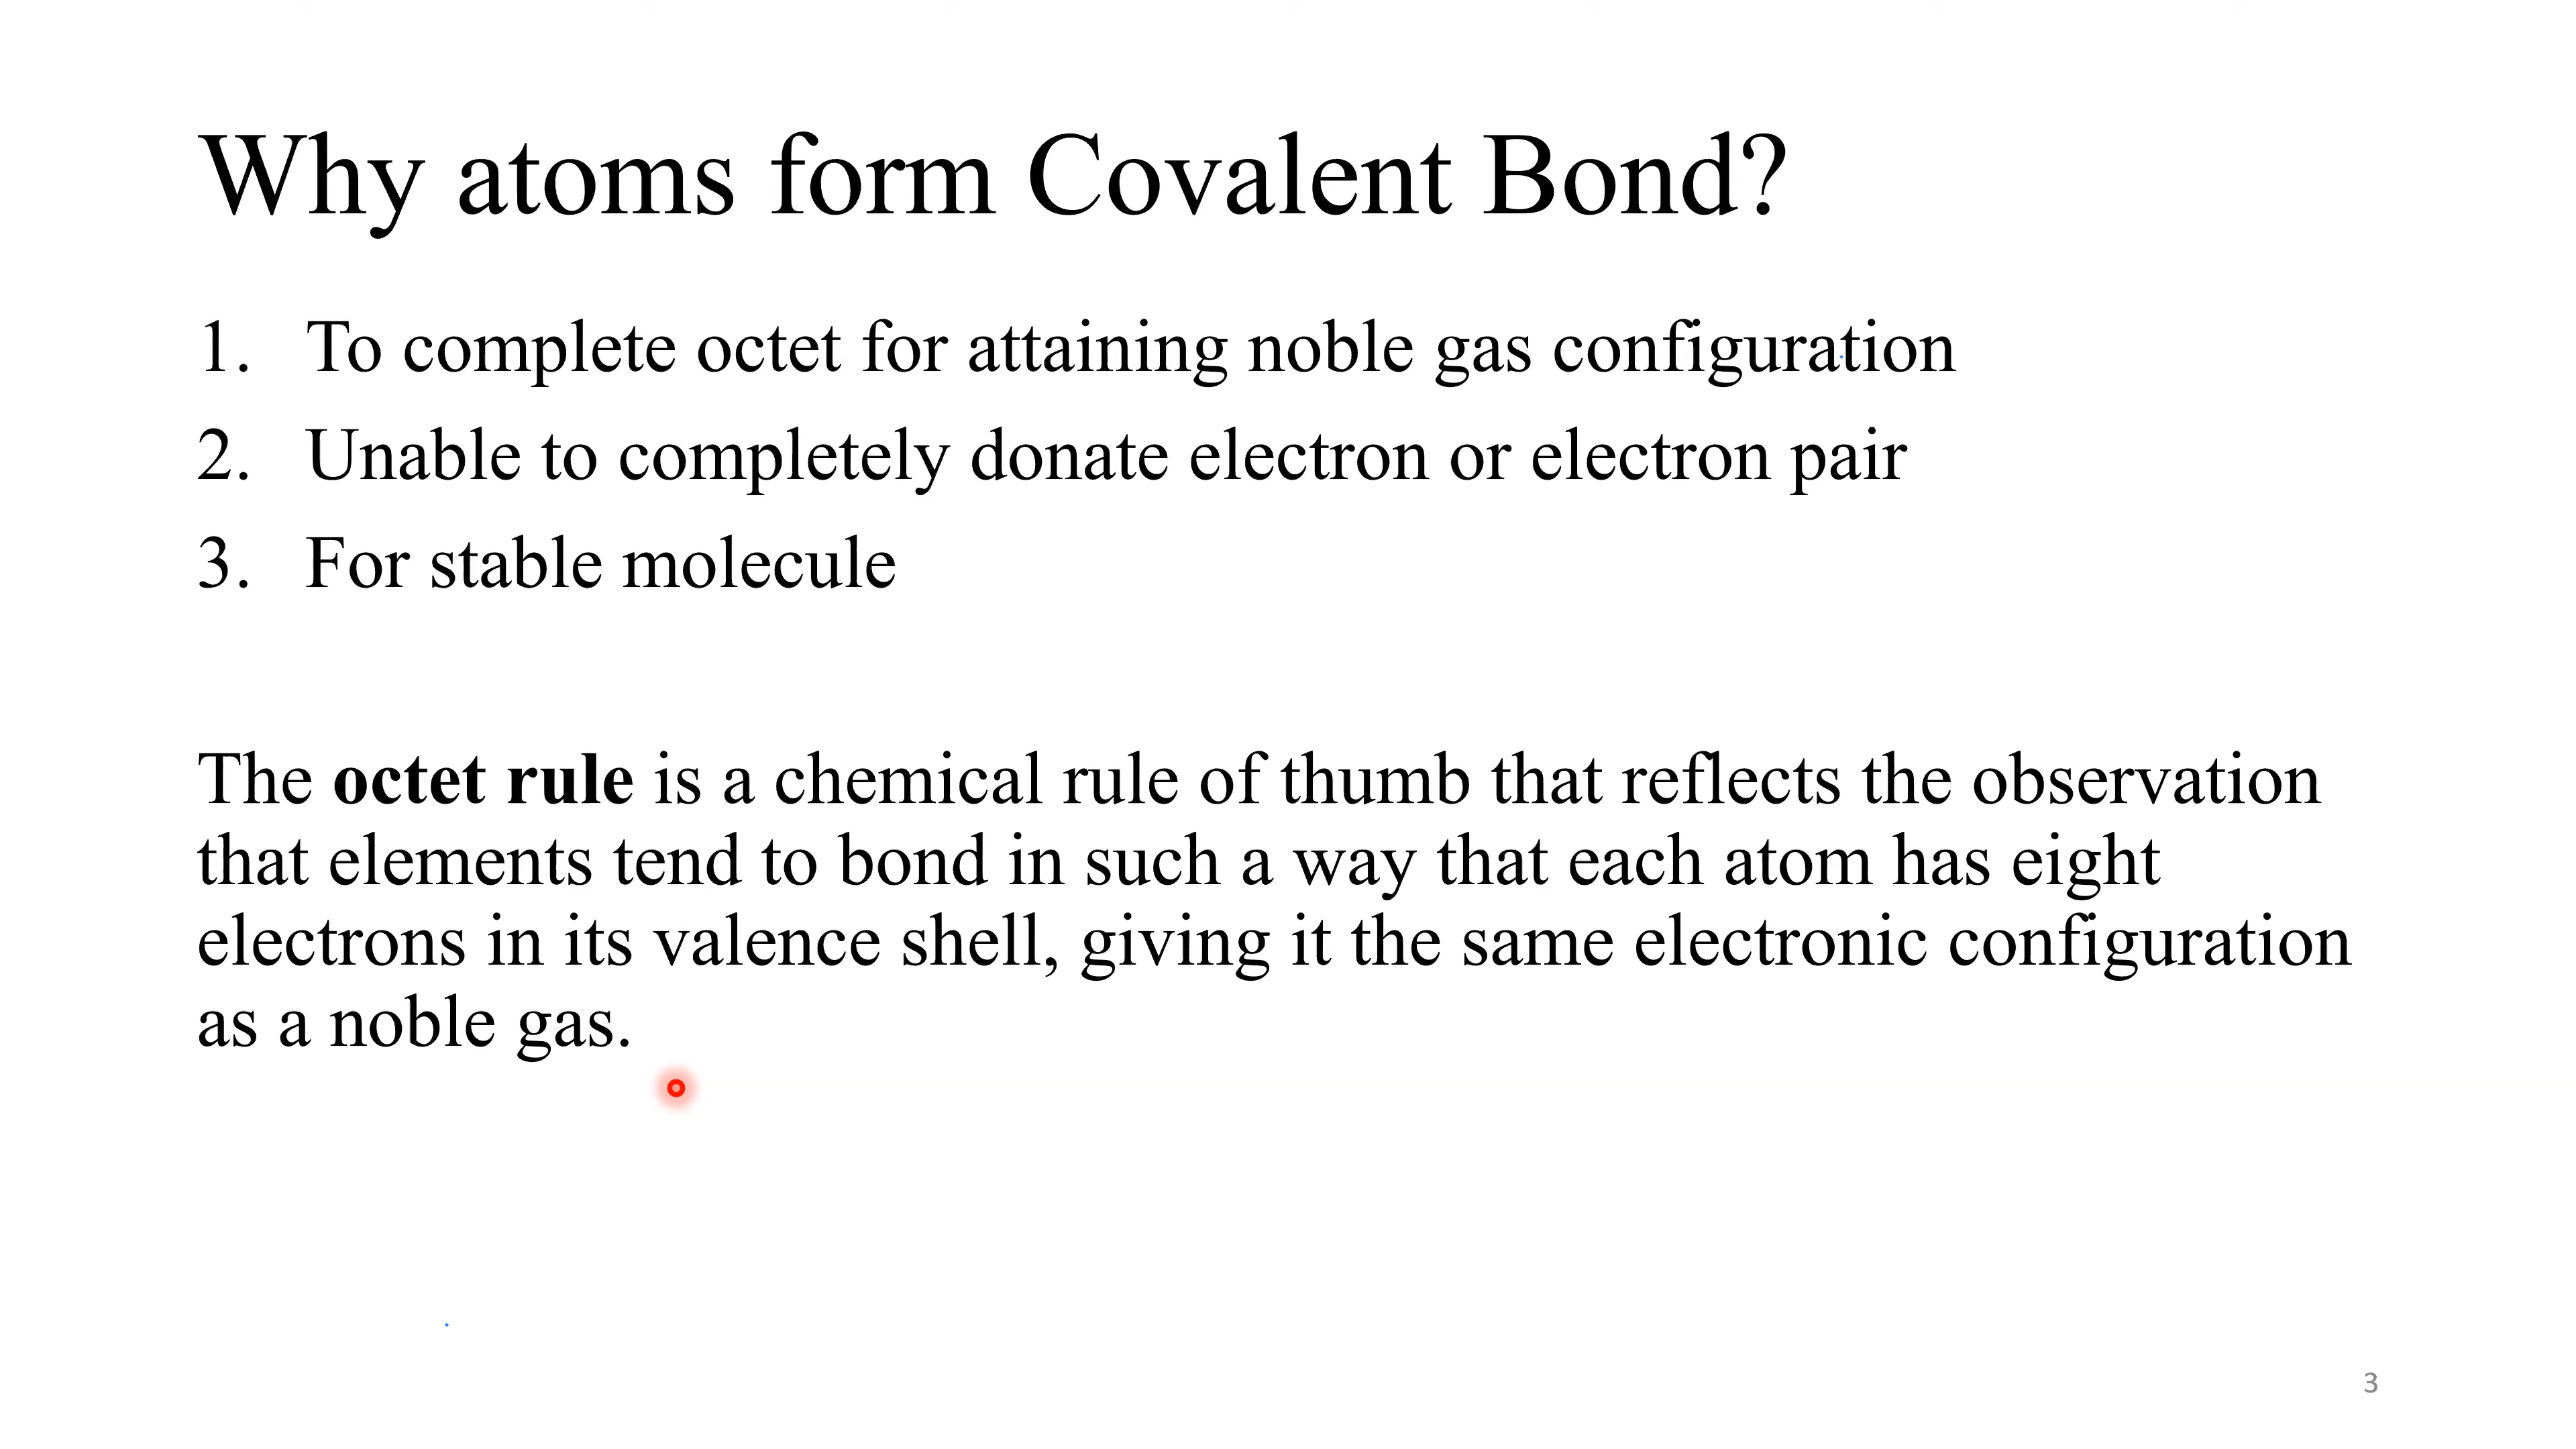 Why atoms form Covalent Bond?
1. To complete octet for attaining noble gas configuration
2. Unable to completely donate electron or electron pair
3. For stable molecule
The octet rule is a chemical rule of thumb that reflects the observation
that elements tend to bond in such a way that each atom has eight
electrons in its valence shell, giving it the same electronic configuration
as a noble gas.
3